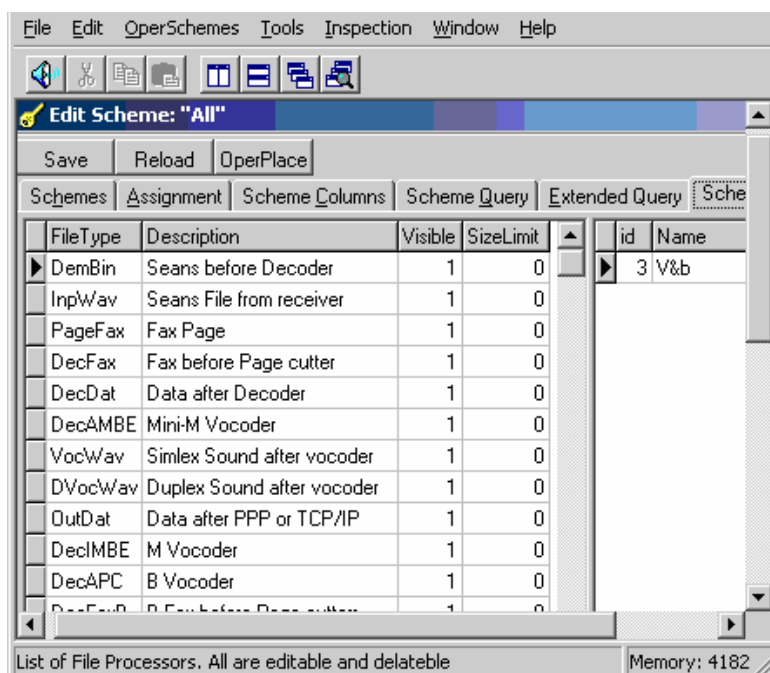 File Edit OperSchemes Tools Inspection Window Help
Edit Scheme: "All"
Save Reload OperPlace
Schemes Assignment Scheme Columns Scheme Query Extended Query Sche
FileType Description Visible SizeLimit id Name
DemBin Seans before Decoder 1 0 3 V&b
InpWav Seans File from receiver 1 0
PageFax Fax Page 1 0
DecFax Fax before Page cutter 1 0
DecDat Data after Decoder 1 0
DecAMBE Mini-M Vocoder 1 0
VocWav Simlex Sound after vocoder 1 0
DVocWav Duplex Sound after vocoder 1 0
OutDat Data after PPP or TCP/IP 1 0
DecIMBE M Vocoder 1 0
DecAPC B Vocoder 1 0
List of File Processors. All are editable and delateble Memory: 4182